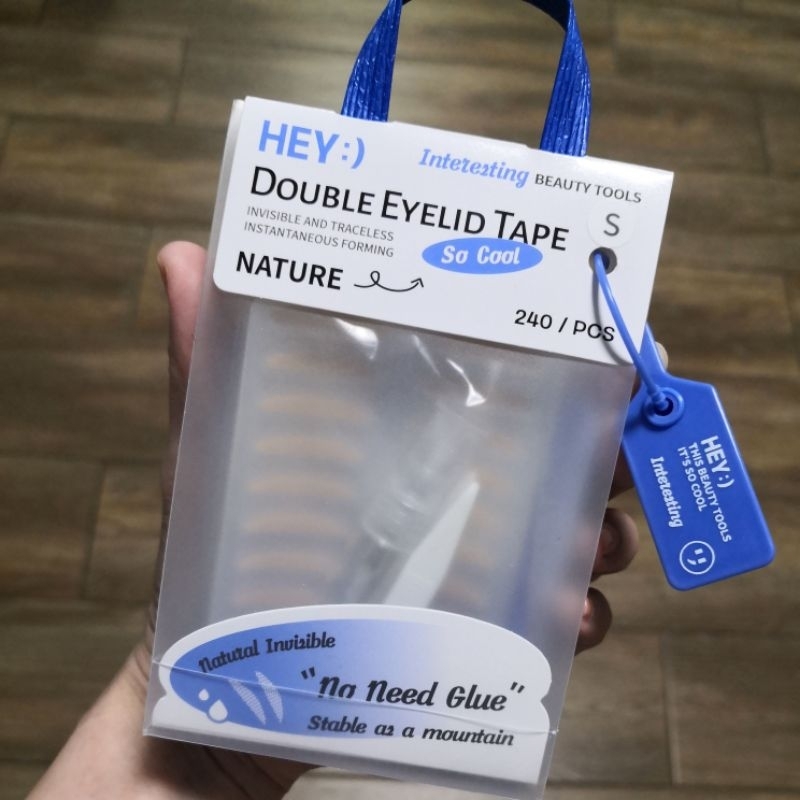 HEY:)
Interesting BEAUTY TOOLS
DOUBLE EYELID TAPE
S
INVISIBLE AND TRACELESS
INSTANTANEOUS FORMING
So Cool
NATURE
240 / PCS
HEY:)
THIS BEAUTY TOOLS
IT'S SO COOL
Interesting
Natural Invisible
"No Need Glue"
Stable as a mountain